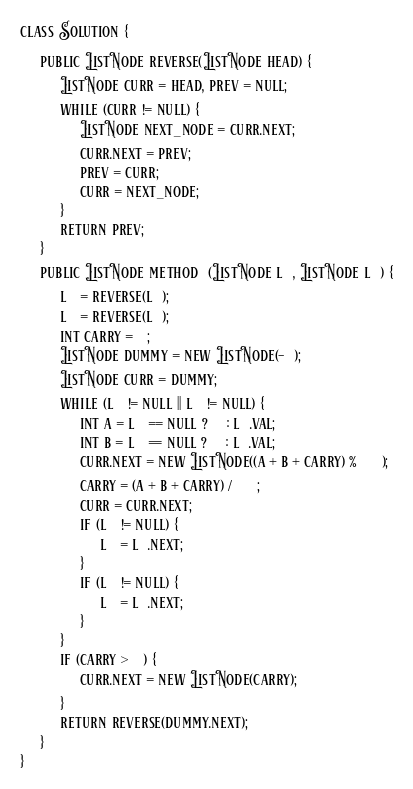 class Solution {
public ListNode reverse(ListNode head) {
ListNode curr = head, prev = null;
while (curr != null) {
ListNode next_node = curr.next;
curr.next = prev;
prev = curr;
curr = next_node;
}
return prev;
}
public ListNode method (ListNode l , ListNode l ) {
l = reverse(l );
l = reverse(l );
int carry = ;
ListNode dummy = new ListNode(- );
ListNode curr = dummy;
while (l != null || l != null) {
int a = l == null ? : l .val;
int b = l == null ? : l .val;
curr.next = new ListNode((a + b + carry) % );
carry = (a + b + carry) / ;
curr = curr.next;
if (l != null) {
l = l .next;
}
if (l != null) {
l = l .next;
}
}
if (carry > ) {
curr.next = new ListNode(carry);
}
return reverse(dummy.next);
}
}